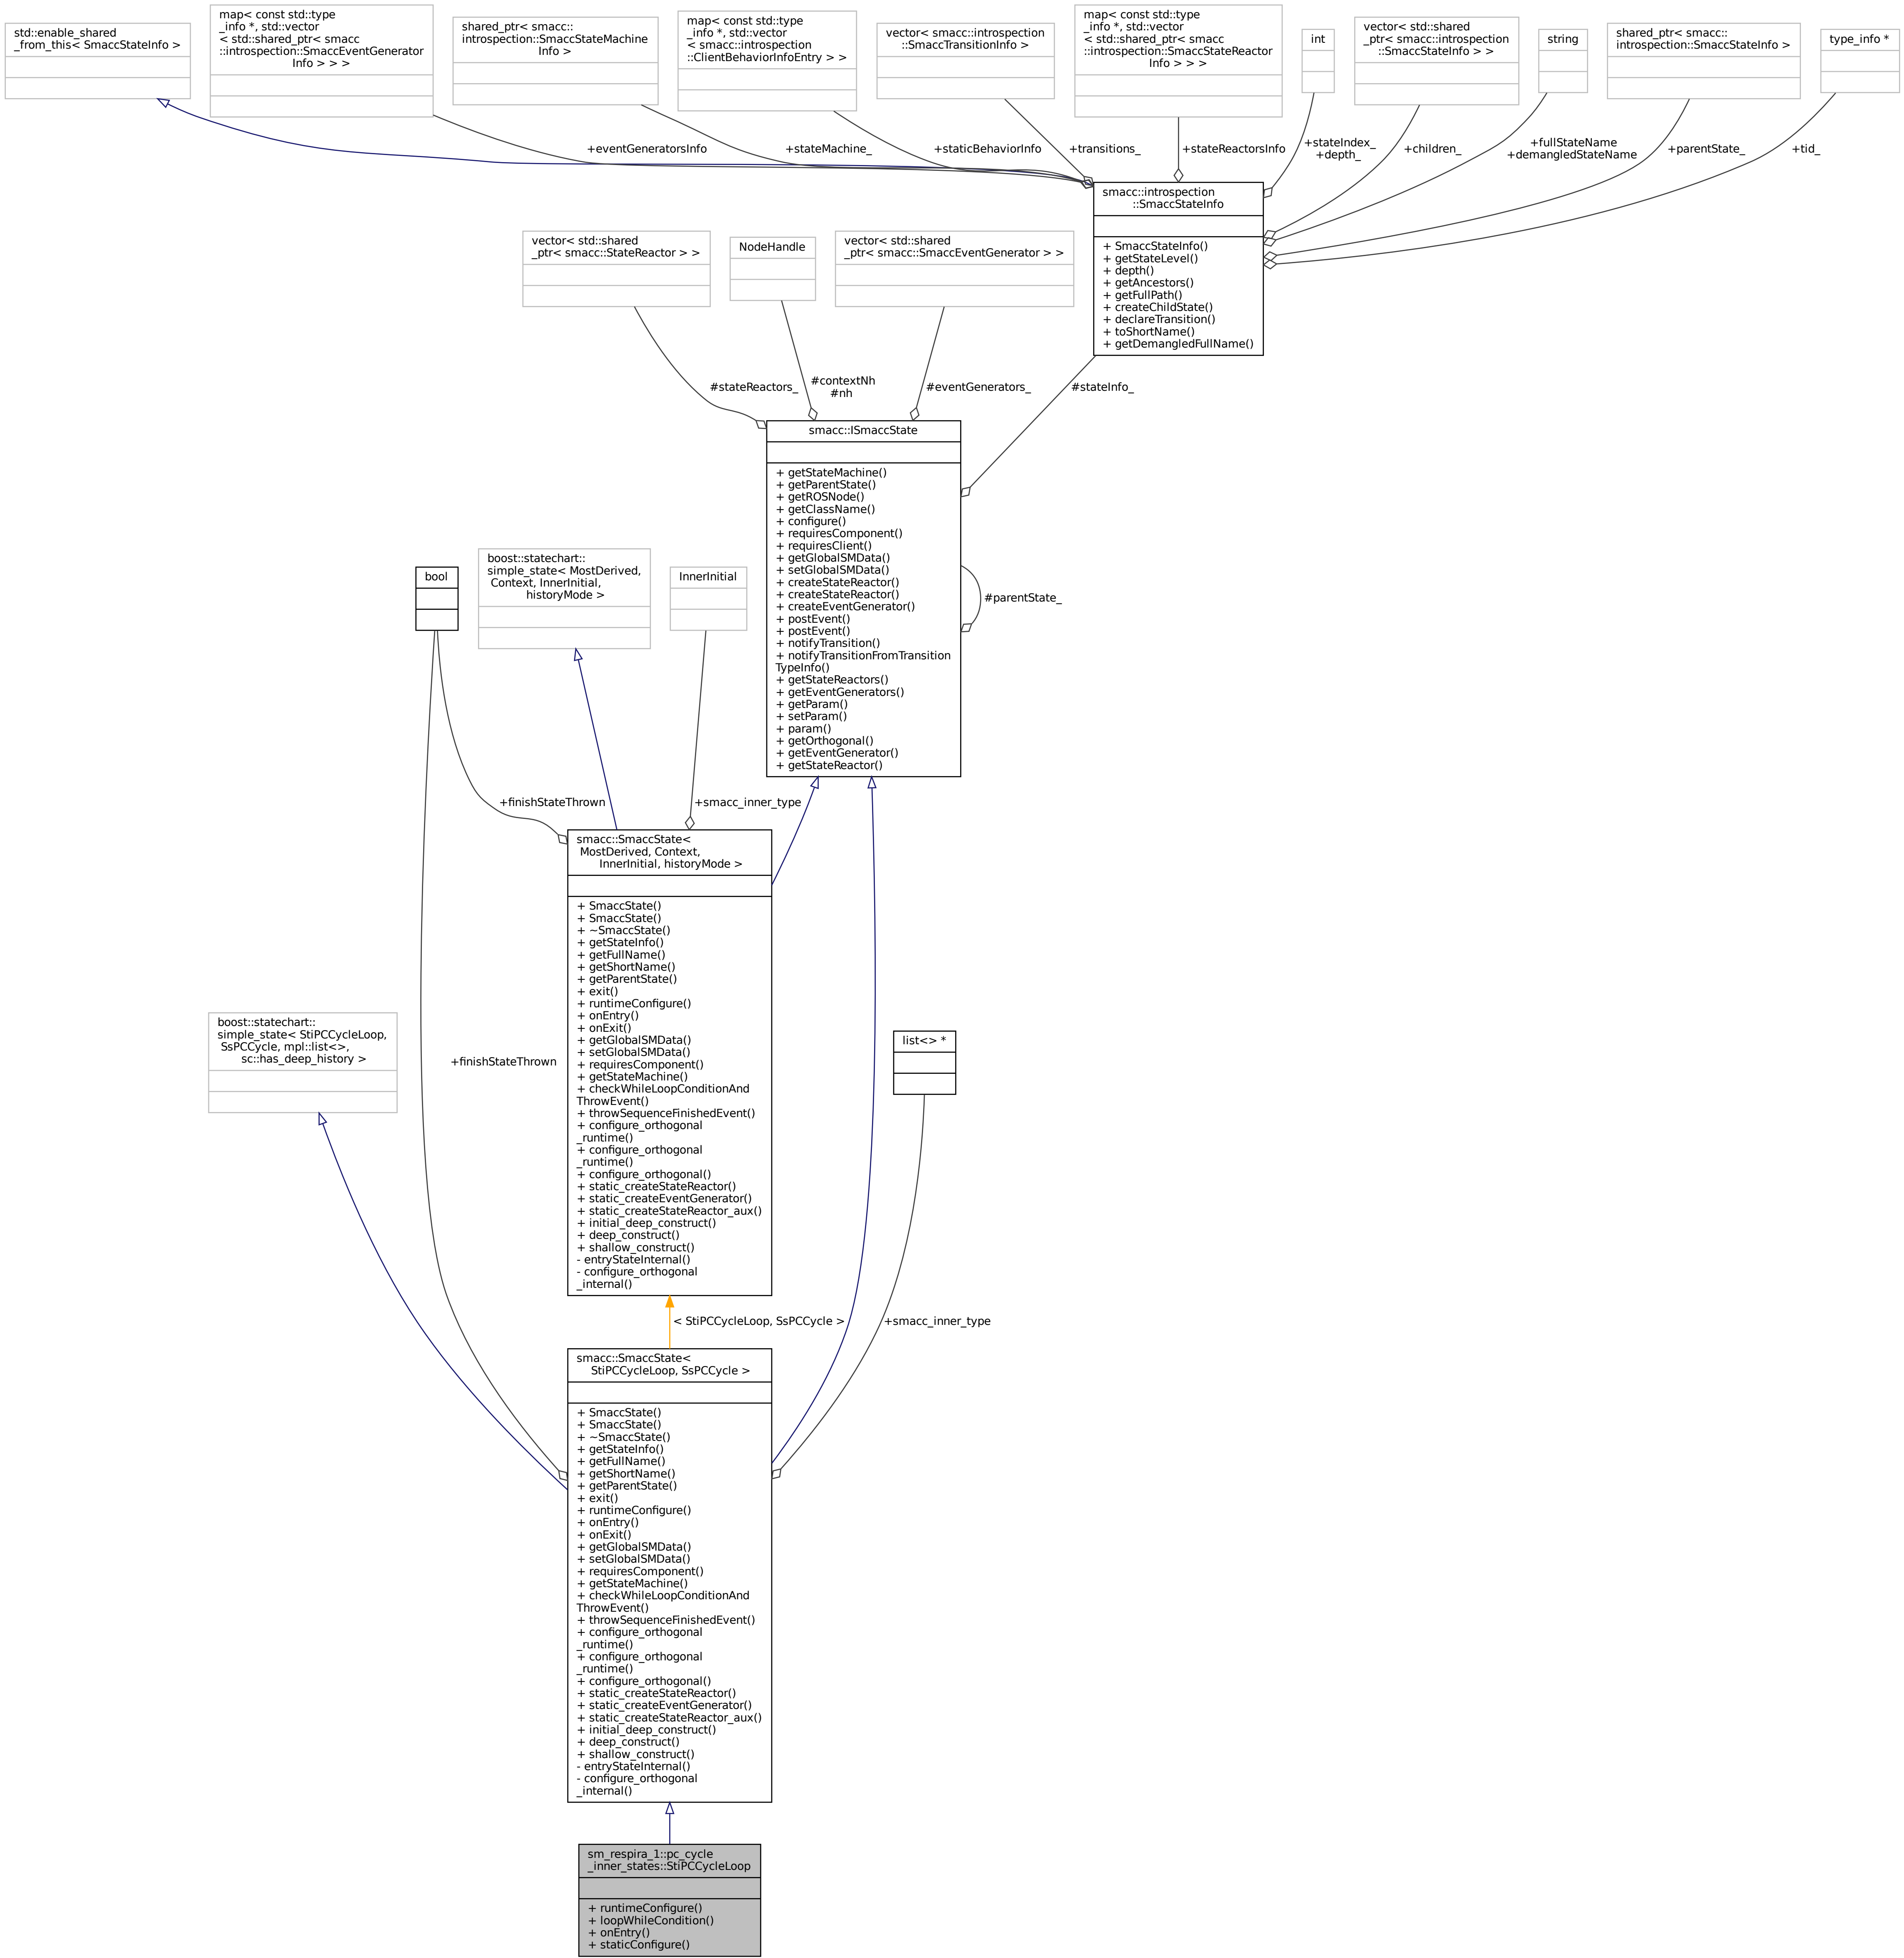 std::enable_shared
_from_this< SmaccStateInfo >
map< const std::type
_info *, std::vector
< std::shared_ptr< smacc
::introspection::SmaccEventGenerator
Info > > >
shared_ptr< smacc::
introspection::SmaccStateMachine
Info >
map< const std::type
_info *, std::vector
< smacc::introspection
::ClientBehaviorInfoEntry > >
vector< smacc::introspection
::SmaccTransitionInfo >
map< const std::type
_info *, std::vector
< std::shared_ptr< smacc
::introspection::SmaccStateReactor
Info > > >
int
vector< std::shared
_ptr< smacc::introspection
::SmaccStateInfo > >
string
shared_ptr< smacc::
introspection::SmaccStateInfo >
type_info *
+eventGeneratorsInfo
+stateMachine_
+staticBehaviorInfo
+transitions_
+stateReactorsInfo
+stateIndex_
+depth_
+children_
+fullStateName
+demangledStateName
+parentState_
+tid_
smacc::introspection
::SmaccStateInfo
+ SmaccStateInfo()
+ getStateLevel()
+ depth()
+ getAncestors()
+ getFullPath()
+ createChildState()
+ declareTransition()
+ toShortName()
+ getDemangledFullName()
vector< std::shared
_ptr< smacc::StateReactor > >
NodeHandle
vector< std::shared
_ptr< smacc::SmaccEventGenerator > >
#stateReactors_
#contextNh
#nh
#eventGenerators_
#stateInfo_
smacc::ISmaccState
+ getStateMachine()
+ getParentState()
+ getROSNode()
+ getClassName()
+ configure()
+ requiresComponent()
+ requiresClient()
+ getGlobalSMData()
+ setGlobalSMData()
+ createStateReactor()
+ createStateReactor()
+ createEventGenerator()
+ postEvent()
+ postEvent()
+ notifyTransition()
+ notifyTransitionFromTransition
TypeInfo()
+ getStateReactors()
+ getEventGenerators()
+ getParam()
+ setParam()
+ param()
+ getOrthogonal()
+ getEventGenerator()
+ getStateReactor()
#parentState_
bool
boost::statechart::
simple_state< MostDerived,
Context, InnerInitial,
historyMode >
InnerInitial
+finishStateThrown
+smacc_inner_type
smacc::SmaccState<
MostDerived, Context,
InnerInitial, historyMode >
+ SmaccState()
+ SmaccState()
+ ~SmaccState()
+ getStateInfo()
+ getFullName()
+ getShortName()
+ getParentState()
+ exit()
+ runtimeConfigure()
+ onEntry()
+ onExit()
+ getGlobalSMData()
+ setGlobalSMData()
+ requiresComponent()
+ getStateMachine()
+ checkWhileLoopConditionAnd
ThrowEvent()
+ throwSequenceFinishedEvent()
+ configure_orthogonal
_runtime()
+ configure_orthogonal
_runtime()
+ configure_orthogonal()
+ static_createStateReactor()
+ static_createEventGenerator()
+ static_createStateReactor_aux()
+ initial_deep_construct()
+ deep_construct()
+ shallow_construct()
- entryStateInternal()
- configure_orthogonal
_internal()
boost::statechart::
simple_state< StiPCCycleLoop,
SsPCCycle, mpl::list<>,
sc::has_deep_history >
+finishStateThrown
list<> *
< StiPCCycleLoop, SsPCCycle >
+smacc_inner_type
smacc::SmaccState<
StiPCCycleLoop, SsPCCycle >
+ SmaccState()
+ SmaccState()
+ ~SmaccState()
+ getStateInfo()
+ getFullName()
+ getShortName()
+ getParentState()
+ exit()
+ runtimeConfigure()
+ onEntry()
+ onExit()
+ getGlobalSMData()
+ setGlobalSMData()
+ requiresComponent()
+ getStateMachine()
+ checkWhileLoopConditionAnd
ThrowEvent()
+ throwSequenceFinishedEvent()
+ configure_orthogonal
_runtime()
+ configure_orthogonal
_runtime()
+ configure_orthogonal()
+ static_createStateReactor()
+ static_createEventGenerator()
+ static_createStateReactor_aux()
+ initial_deep_construct()
+ deep_construct()
+ shallow_construct()
- entryStateInternal()
- configure_orthogonal
_internal()
sm_respira_1::pc_cycle
_inner_states::StiPCCycleLoop
+ runtimeConfigure()
+ loopWhileCondition()
+ onEntry()
+ staticConfigure()